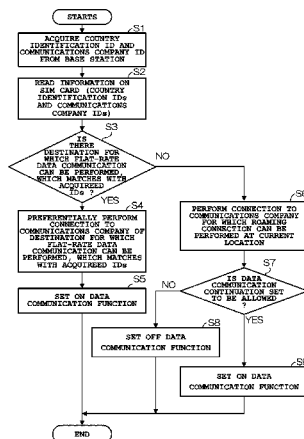 STARTS
S1
ACQUIRE COUNTRY
IDENTIFICATION ID AND
COMMUNICATIONS COMPANY ID
FROM BASE STATION
S2
READ INFORMATION ON
SIM CARD (COUNTRY
IDENTIFICATION IDs
AND COMMUNICATIONS
COMPANY IDs)
S3
IS
THERE
DESTINATION FOR
WHICH FLAT-RATE
DATA COMMUNICATION
CAN BE PERFORMED,
WHICH MATCHES WITH
ACQUIREED
IDs ?
NO
YES
S4
PREFERENTIALLY PERFORM
CONNECTION TO
COMMUNICATIONS COMPANY OF
DESTINATION FOR WHICH
FLAT-RATE DATA
COMMUNICATION CAN BE
PERFORMED, WHICH MATCHES
WITH ACQUIREED IDs
S6
PERFORM CONNECTION TO
COMMUNICATIONS COMPANY
FOR WHICH ROAMING
CONNECTION CAN BE
PERFORMED AT CURRENT
LOCATION
S5
SET ON DATA
COMMUNICATION FUNCTION
S7
IS DATA
COMMUNICATION
CONTINUATION SET
TO BE ALLOWED
?
NO
YES
S8
SET OFF DATA
COMMUNICATION FUNCTION
SET ON DATA
COMMUNICATION FUNCTION
END